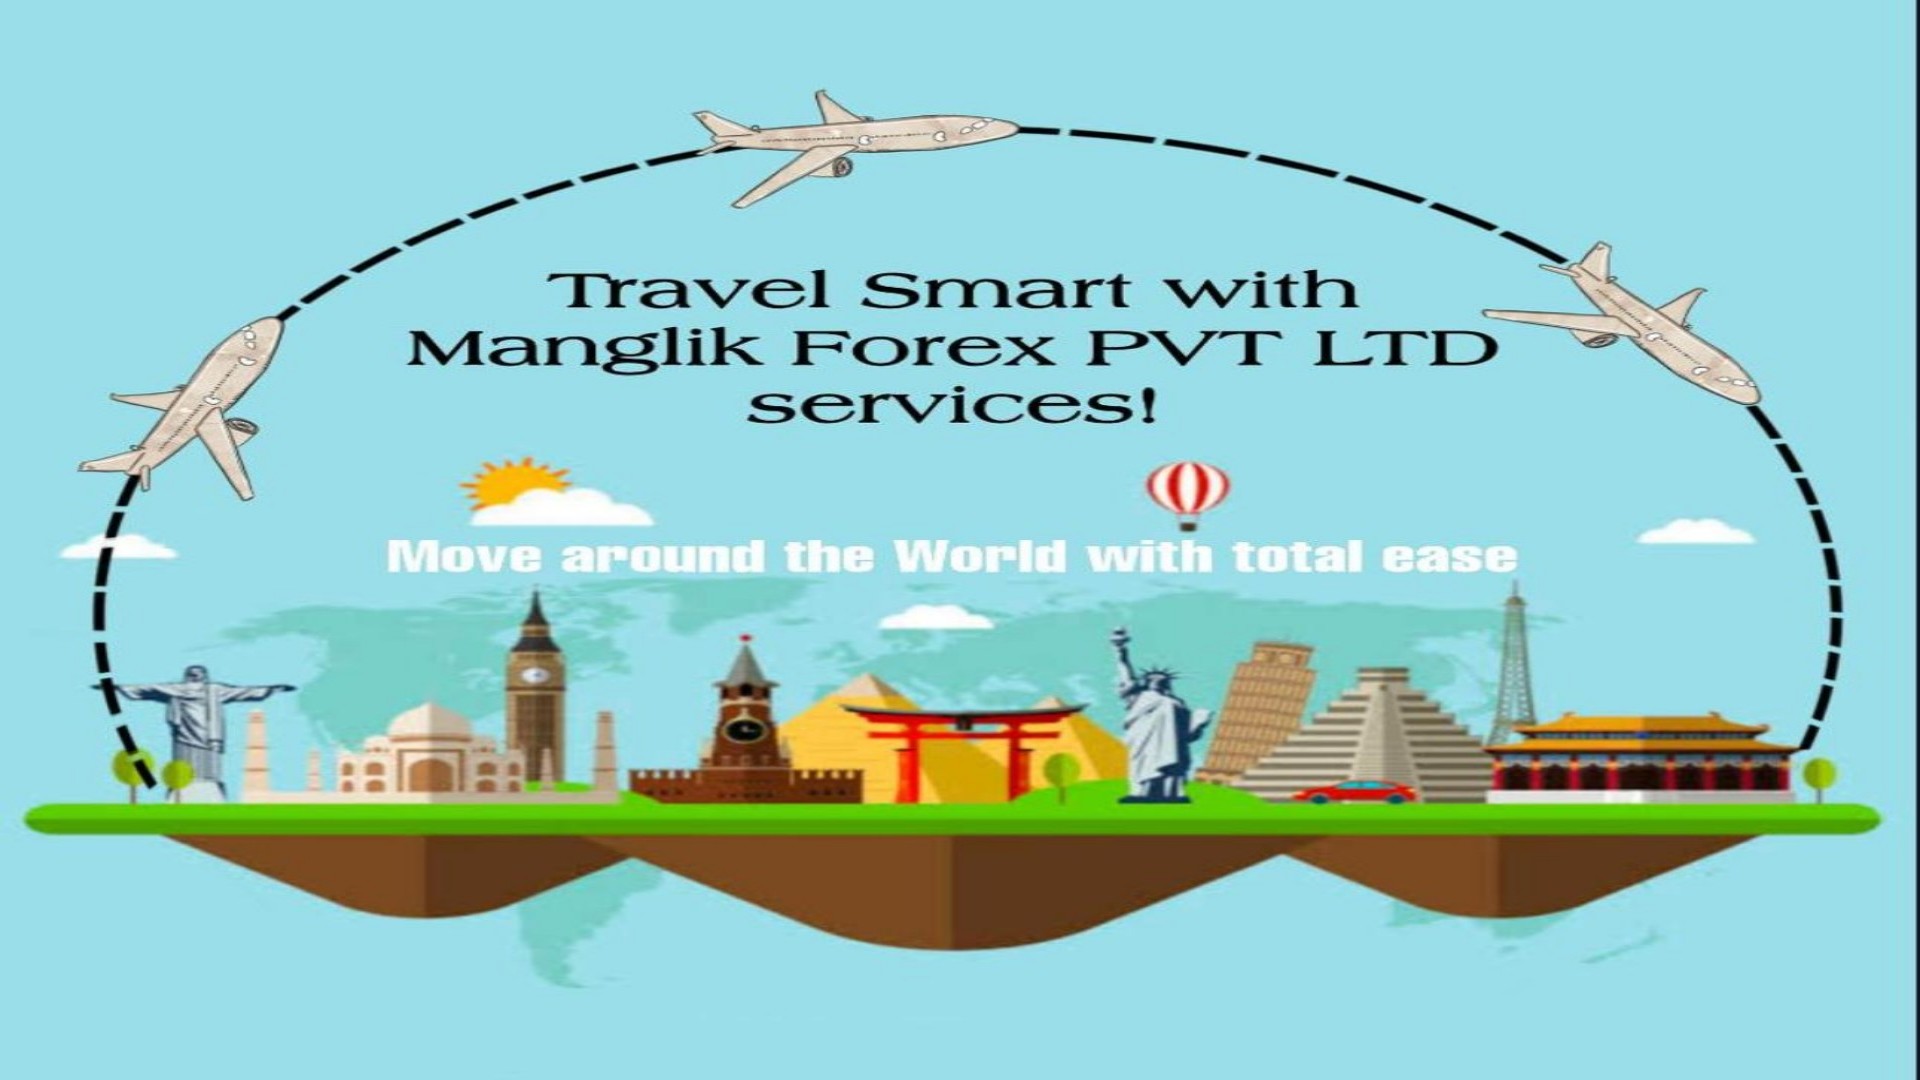 Travel Smart with
Manglik Forex PVT LTD
services!
Move around the World with total ease